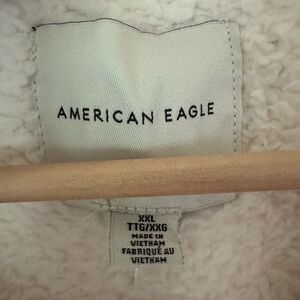 AMERICAN EAGLE
XXL
TTG/XXG
MADE IN
VIETNAM
FABRIQUÉ AU
VIETNAM